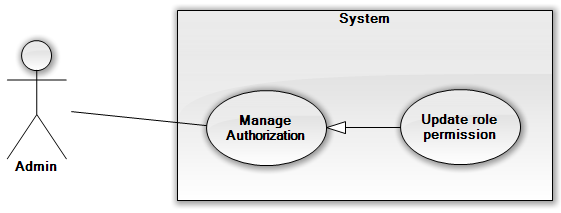 System
Manage
Authorization
Update role
permission
Admin